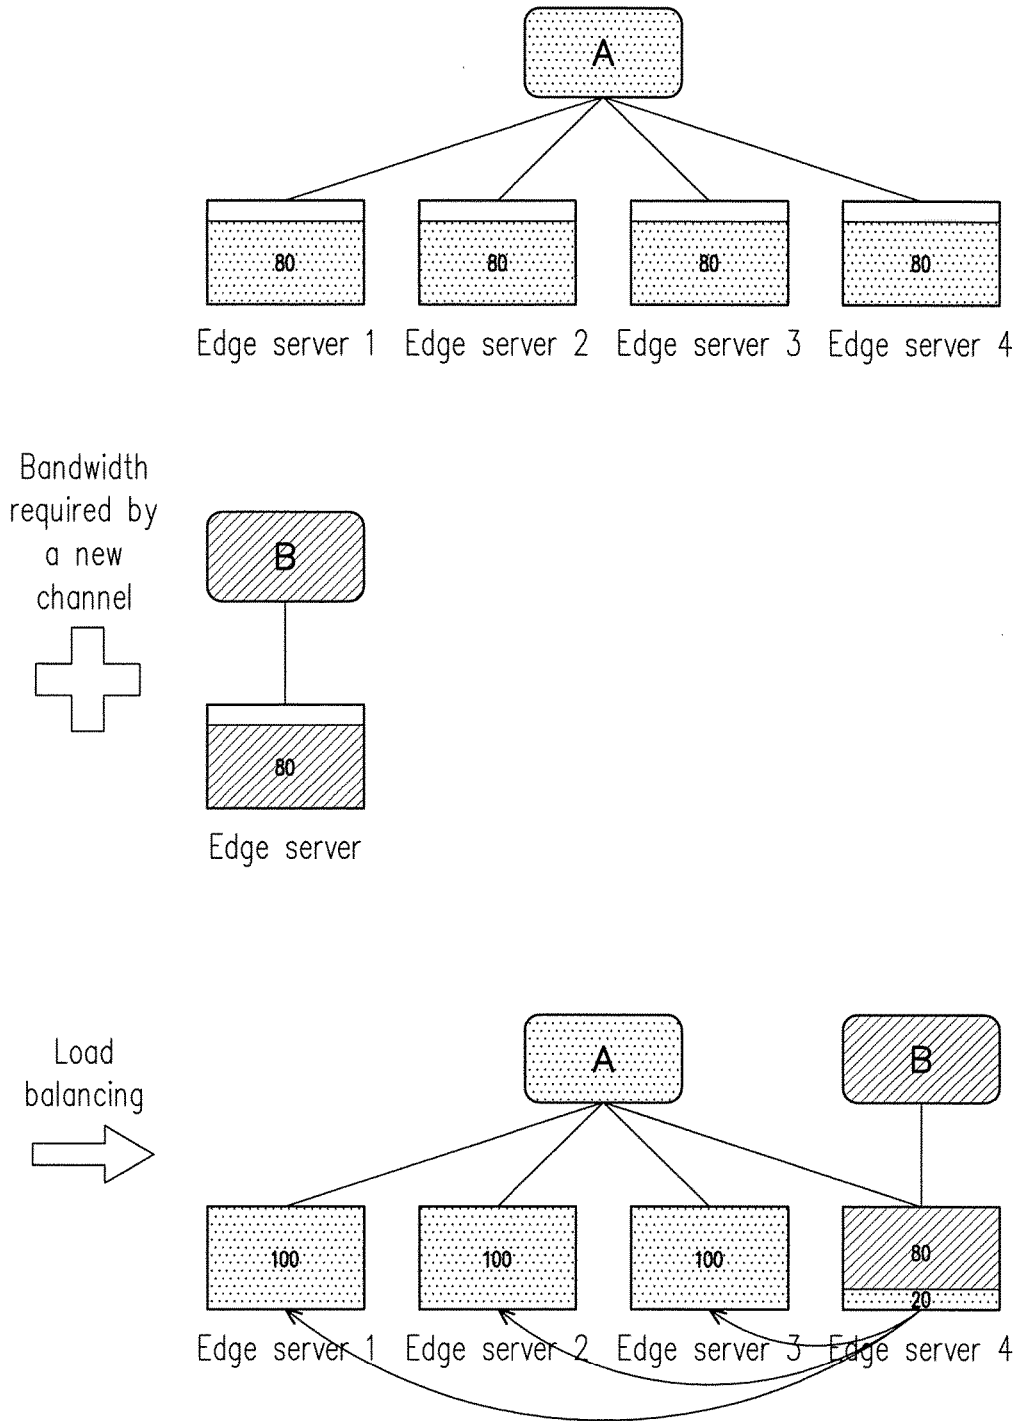 A
80 80 80 80
Edge server 1 Edge server 2 Edge server 3 Edge server 4
Bandwidth
required by
a new
channel
B
80
Edge server
Load
balancing
A B
100 100 100 80
20
Edge server 1 Edge server 2 Edge server 3 Edge server 4